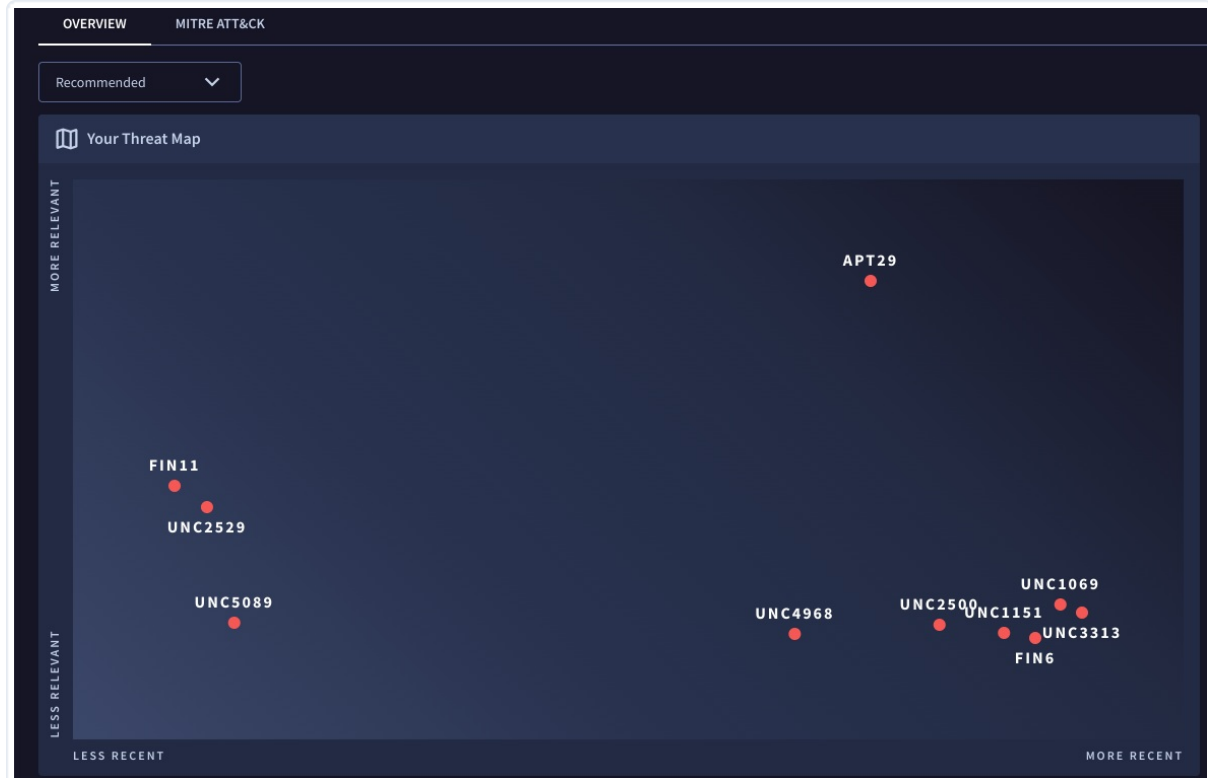 OVERVIEW MITRE ATT&CK
Recommended
Your Threat Map
MORE RELEVANT
APT29
FIN11
UNC2529
UNC5089
UNC4968
UNC2500
UNC1151
UNC1069
UNC3313
FIN6
LESS RELEVANT
LESS RECENT MORE RECENT